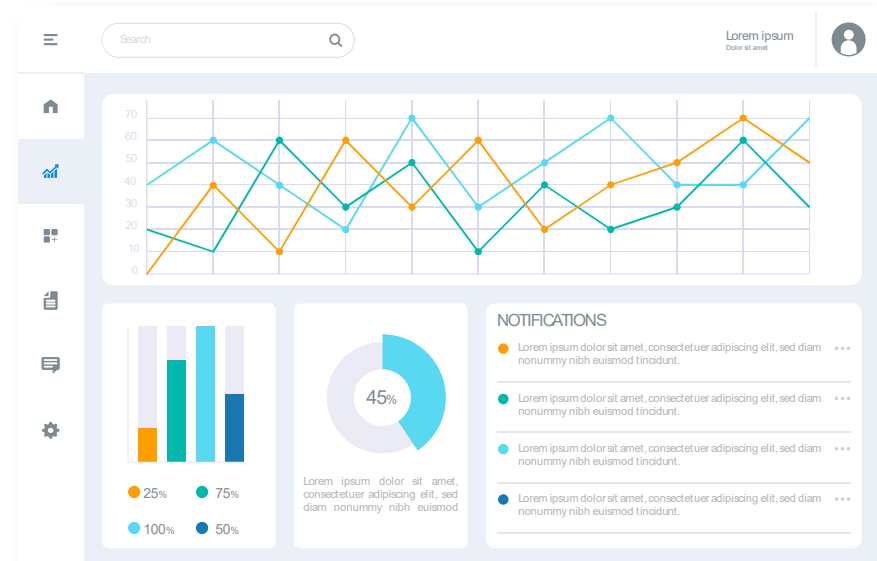 Search
Lorem ipsum
Dolor sit amet
70
60
50
40
30
20
10
0
25%
75%
100%
50%
45%
Lorem ipsum dolor sit amet,
consectetuer adipiscing elit, sed
diam nonummy nibh euismod
NOTIFICATIONS
Lorem ipsum dolor sit amet, consectetuer adipiscing elit, sed diam
nonummy nibh euismod tincidunt.
Lorem ipsum dolor sit amet, consectetuer adipiscing elit, sed diam
nonummy nibh euismod tincidunt.
Lorem ipsum dolor sit amet, consectetuer adipiscing elit, sed diam
nonummy nibh euismod tincidunt.
Lorem ipsum dolor sit amet, consectetuer adipiscing elit, sed diam
nonummy nibh euismod tincidunt.